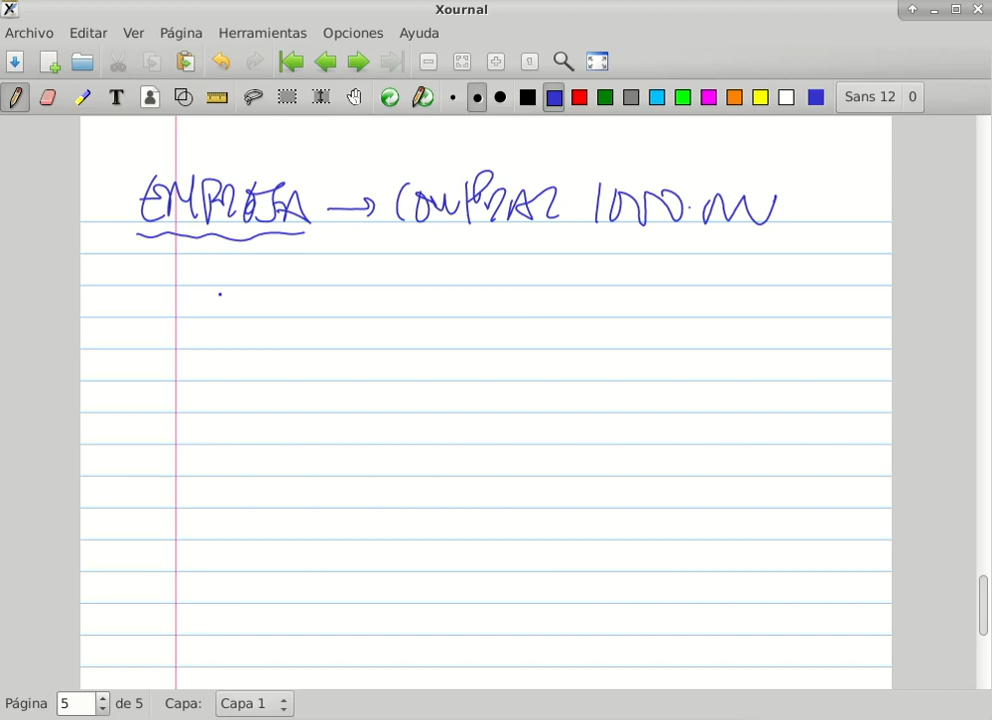 Xournal
Archivo Editar Ver Página Herramientas Opciones Ayuda
Sans 12 0
EMPRESA → COMPRAR 1000.
Página 5 de 5 Capa: Capa 1